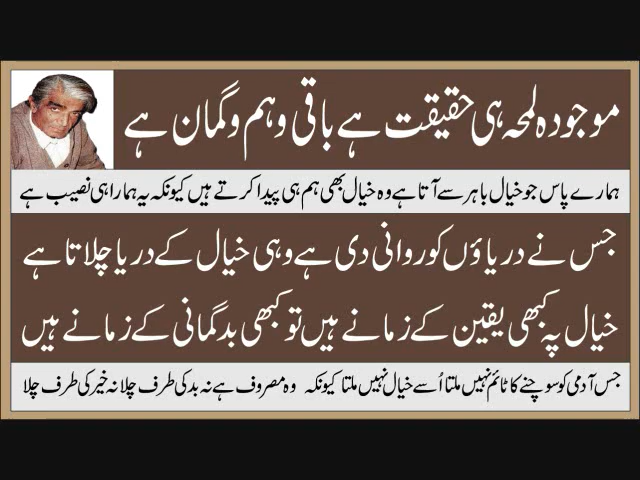 موجودہ لمحہ ہی حقیقت ہے باقی وہم و گمان ہے
ہمارے پاس جو خیال باہر سے آتا ہے وہ خیال بھی ہم ہی پیدا کرتے ہیں کیونکہ یہ ہمارا ہی نصیب ہے
جس نے دریاؤں کو روانی دی ہے وہی خیال کے دریا چلاتا ہے
خیال پہ کبھی یقین کے زمانے ہیں تو کبھی بدگمانی کے زمانے ہیں
جس آدمی کو سوچنے کا ٹائم نہیں ملتا اُسے خیال نہیں ملتا کیونکہ وہ مصروف ہے نہ بد کی طرف چلا نہ خیر کی طرف چلا